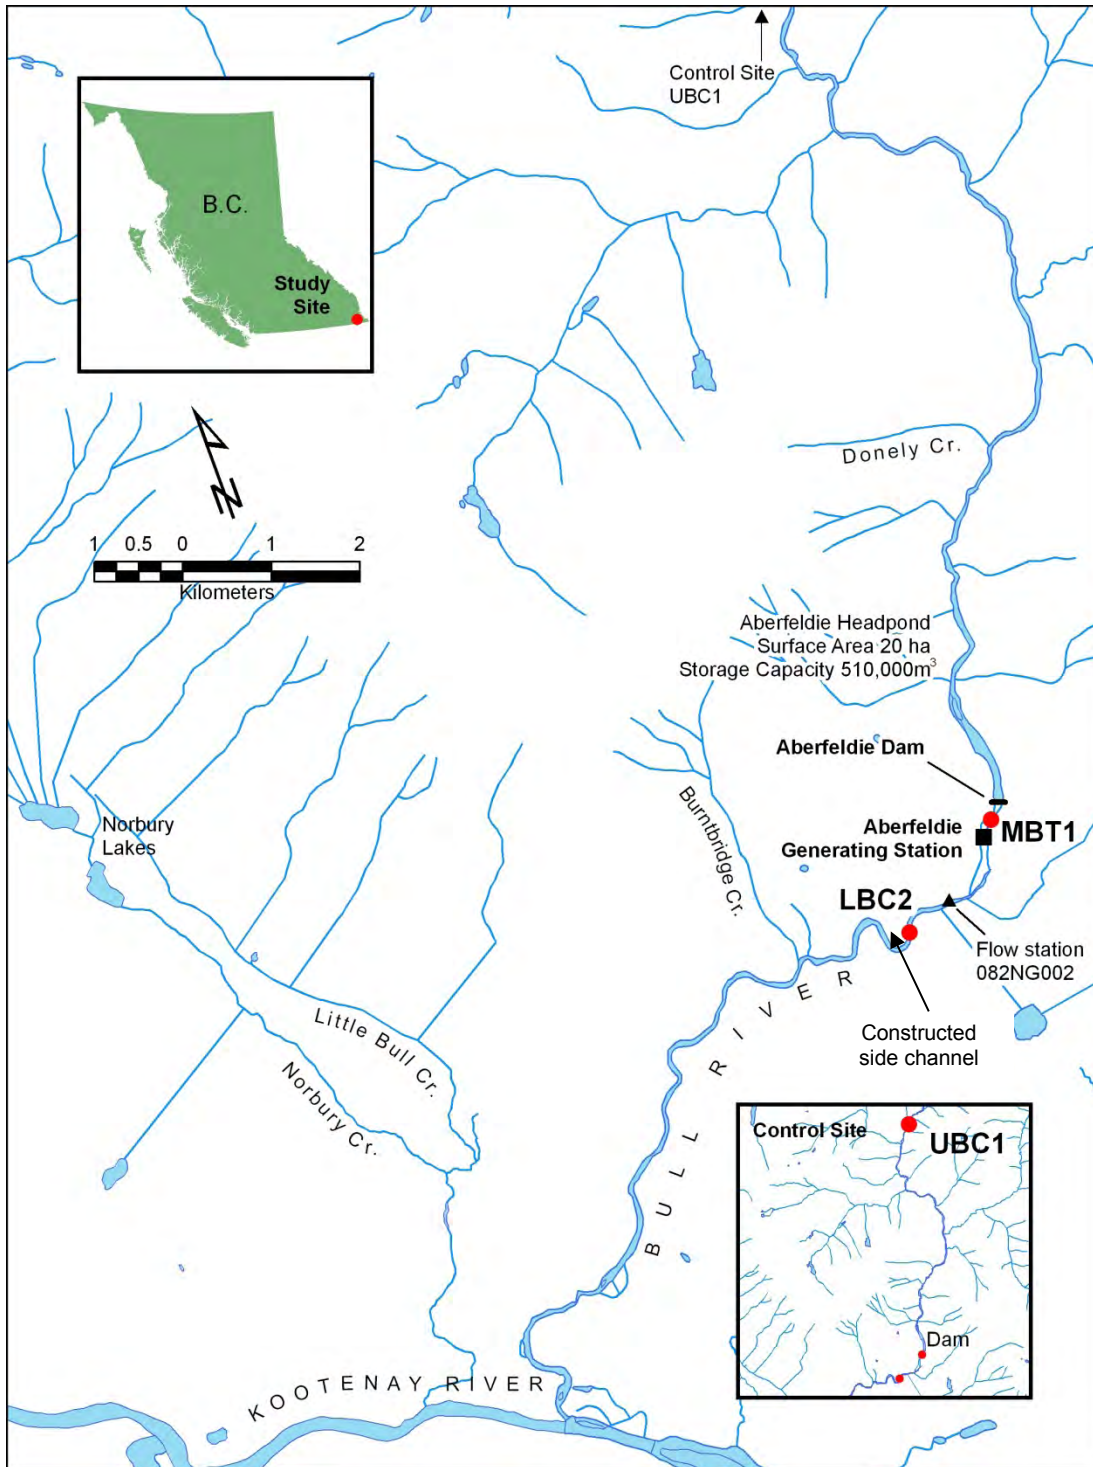 Control Site
UBC1
B.C.
Study
Site
N
Donely Cr.
1 0.5 0 1 2
Kilometers
Aberfeldie Headpond
Surface Area 20 ha
Storage Capacity 510,000m³
Aberfeldie Dam
MBT1
Aberfeldie
Generating Station
Norbury
Lakes
Burntbridge Cr.
LBC2
Flow station
082NG002
Constructed
side channel
BULL RIVER
Little Bull Cr.
Norbury Cr.
Control Site
UBC1
Dam
KOOTENAY RIVER